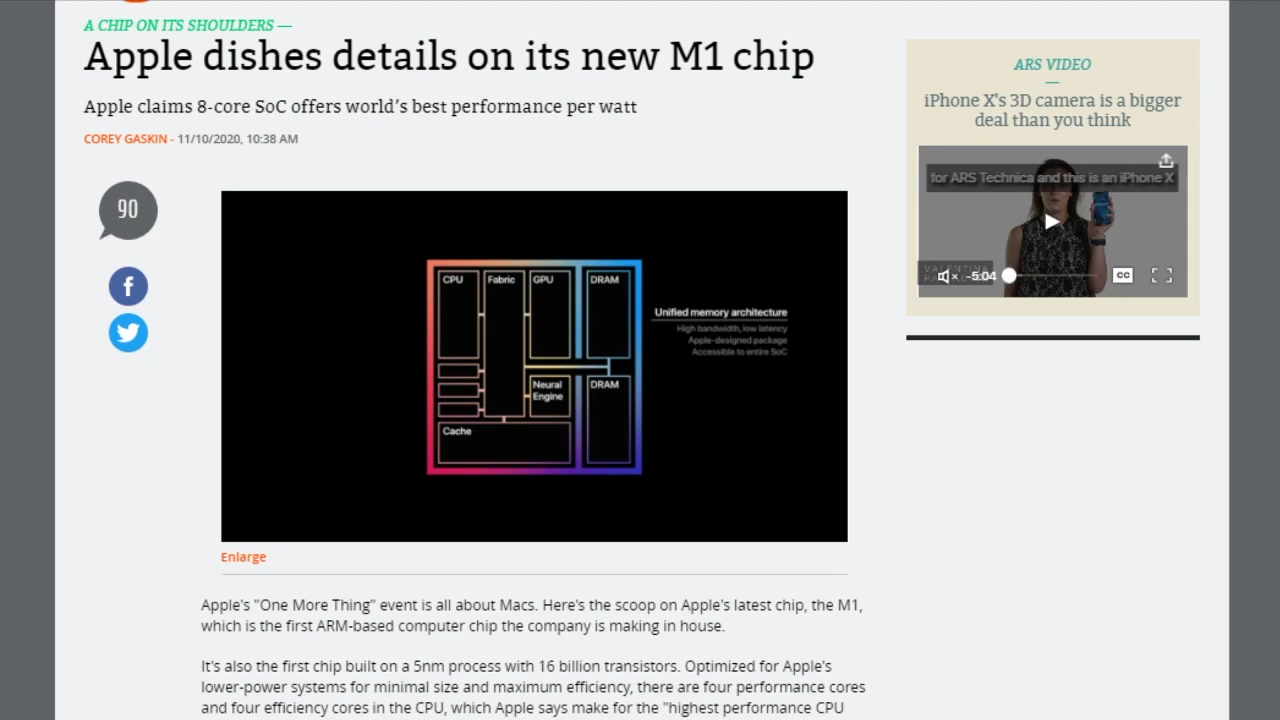 A CHIP ON ITS SHOULDERS —
Apple dishes details on its new M1 chip
Apple claims 8-core SoC offers world's best performance per watt
COREY GASKIN - 11/10/2020, 10:38 AM
90
CPU
Fabric
GPU
DRAM
Unified memory architecture
High bandwidth, low latency
Apple-designed package
Accessible to entire SoC
Neural
Engine
DRAM
Cache
Enlarge
Apple's "One More Thing" event is all about Macs. Here's the scoop on Apple's latest chip, the M1,
which is the first ARM-based computer chip the company is making in house.
It's also the first chip built on a 5nm process with 16 billion transistors. Optimized for Apple's
lower-power systems for minimal size and maximum efficiency, there are four performance cores
and four efficiency cores in the CPU, which Apple says make for the "highest performance CPU
ARS VIDEO
—
iPhone X's 3D camera is a bigger
deal than you think
for ARS Technica and this is an iPhone X
-5:04
CC